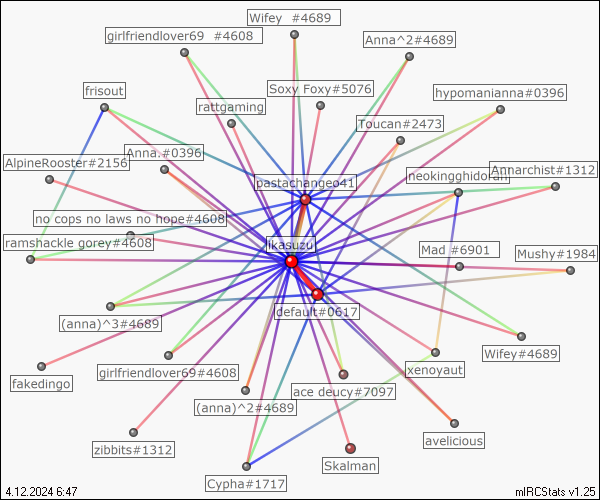 Wifey  #4689
girlfriendlover69  #4608
Anna^2#4689
frisout
Soxy Foxy#5076
hypomanianna#0396
rattgaming
Toucan#2473
AlpineRooster#2156
Anna.#0396
Annarchist#1312
pastachangeo41
neokingghidorah
no cops no laws no hope#4608
ramshackle gorey#4608
ikasuzu
Mad #6901
Mushy#1984
default#0617
(anna)^3#4689
Wifey#4689
fakedingo
girlfriendlover69#4608
xenoyaut
ace deucy#7097
(anna)^2#4689
zibbits#1312
avelicious
Skalman
Cypha#1717
4.12.2024 6:47
mIRCStats v1.25